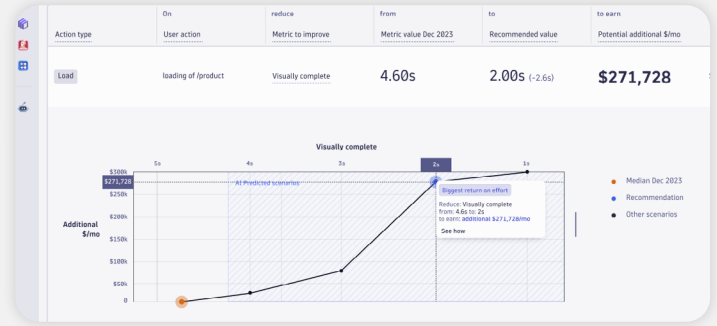 On reduce from to to earn
Action type User action Metric to improve Metric value Dec 2023 Recommended value Potential additional $/mo
Load loading of /product Visually complete 4.60s 2.00s (-2.6s) $271,728
Visually complete
5s 4s 3s 2s 1s
$300k
$271,728
AI Predicted scenarios
Biggest return on effort
Median Dec 2023
$250k
Recommendation
Reduce: Visually complete
from: 4.6s to: 2s
to earn: additional $271,728/mo
See how
Other scenarios
$200k
Additional
$/mo
$150k
$100k
$50k
0